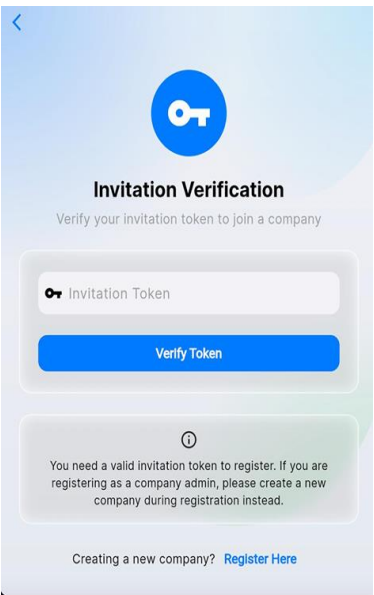 Invitation Verification
Verify your invitation token to join a company
Invitation Token
Verify Token
You need a valid invitation token to register. If you are
registering as a company admin, please create a new
company during registration instead.
Creating a new company? Register Here